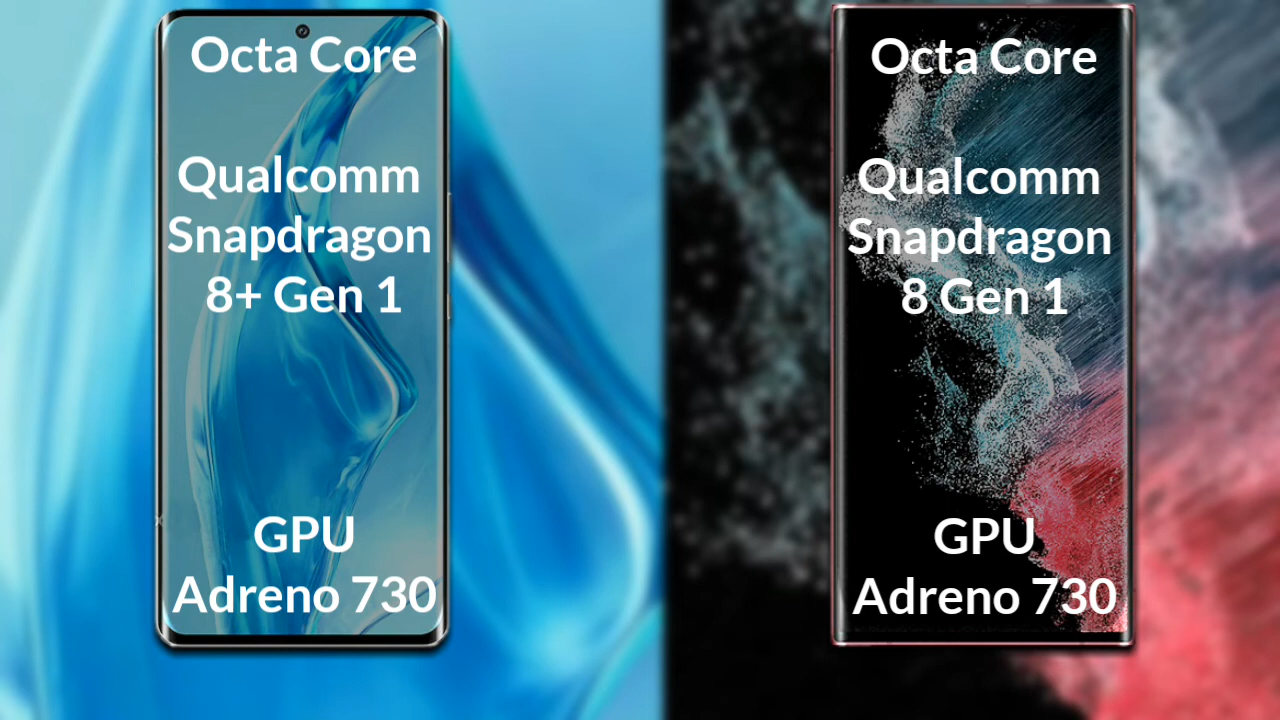 Octa Core
Qualcomm
Snapdragon
8+ Gen 1
GPU
Adreno 730
Octa Core
Qualcomm
Snapdragon
8 Gen 1
GPU
Adreno 730